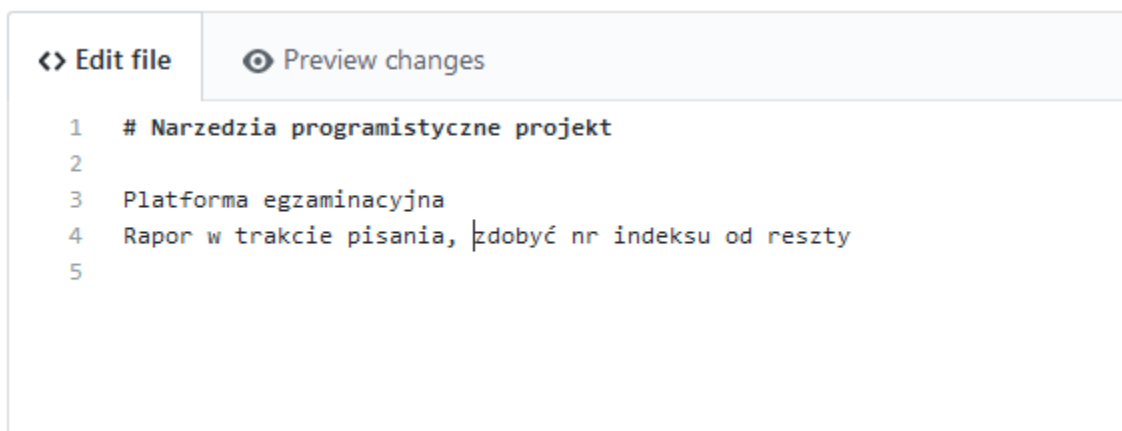 <> Edit file
Preview changes
1 # Narzedzia programistyczne projekt
2
3 Platforma egzaminacyjna
4 Rapor w trakcie pisania, zdobyć nr indeksu od reszty
5